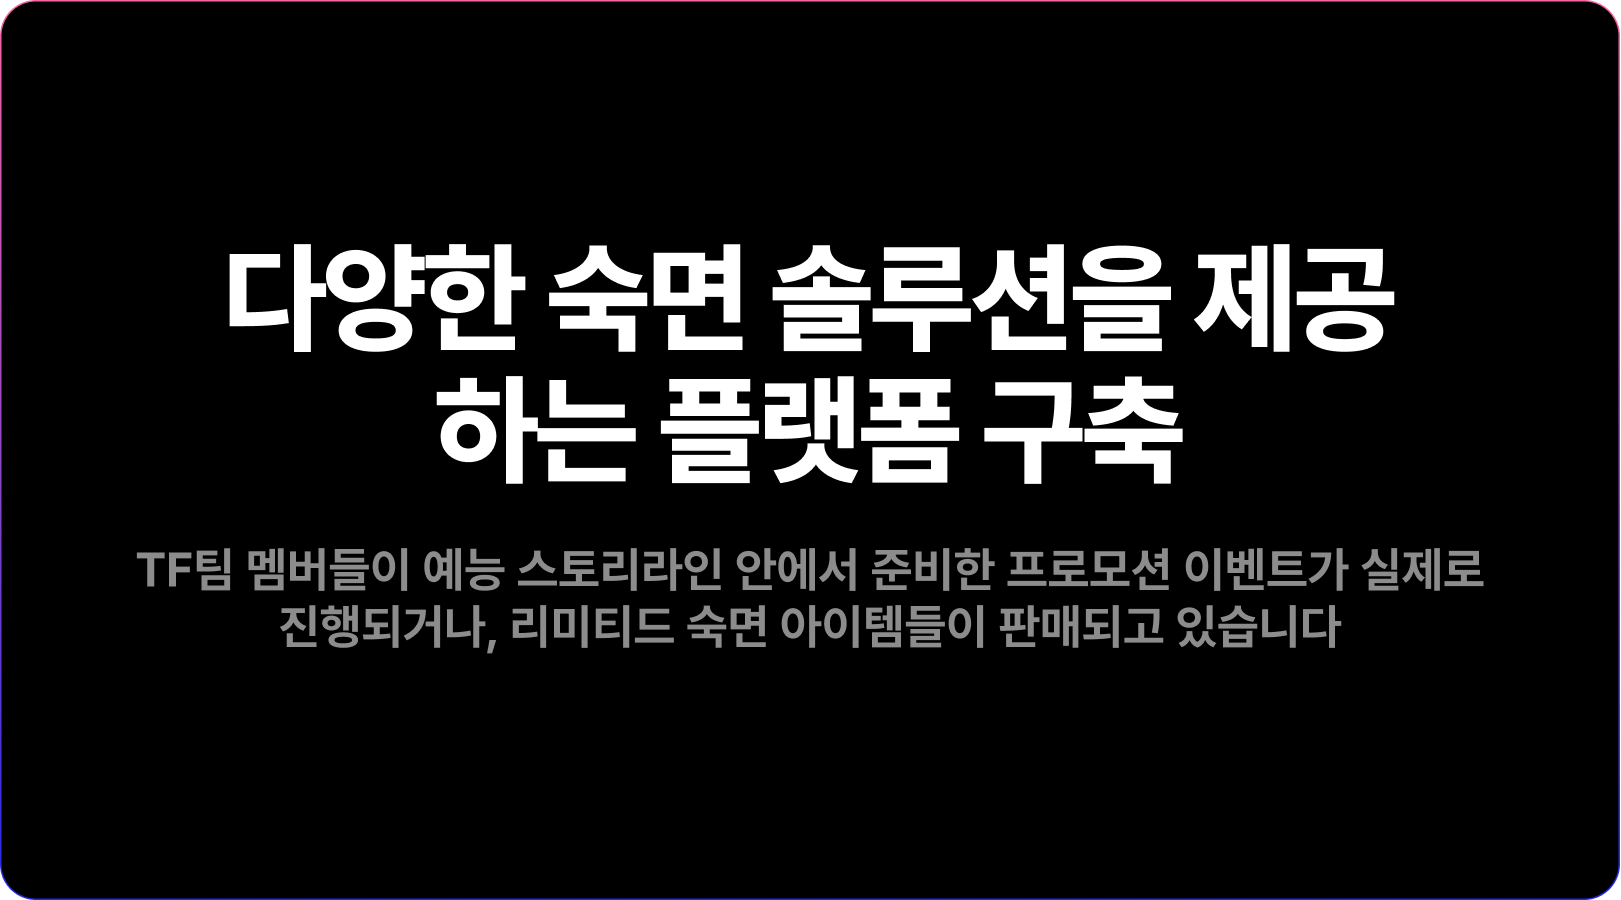 다양한 숙면 솔루션을 제공
하는 플랫폼 구축
TF팀 멤버들이 예능 스토리라인 안에서 준비한 프로모션 이벤트가 실제로
진행되거나, 리미티드 숙면 아이템들이 판매되고 있습니다